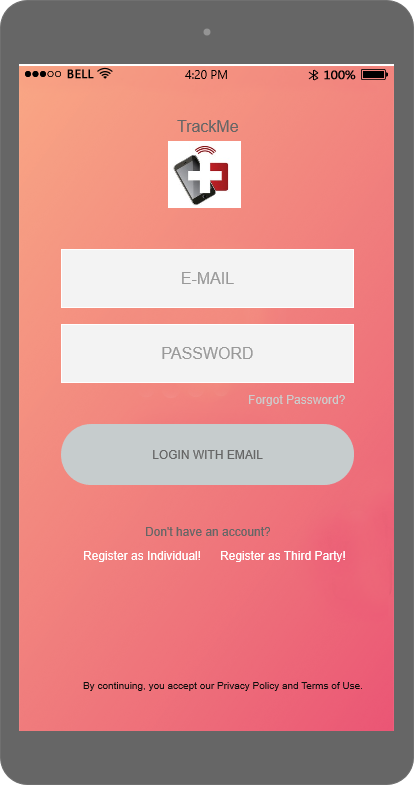 BELL 4:20 PM 100%
TrackMe
E-MAIL
PASSWORD
Forgot Password?
LOGIN WITH EMAIL
Don't have an account?
Register as Individual! Register as Third Party!
By continuing, you accept our Privacy Policy and Terms of Use.